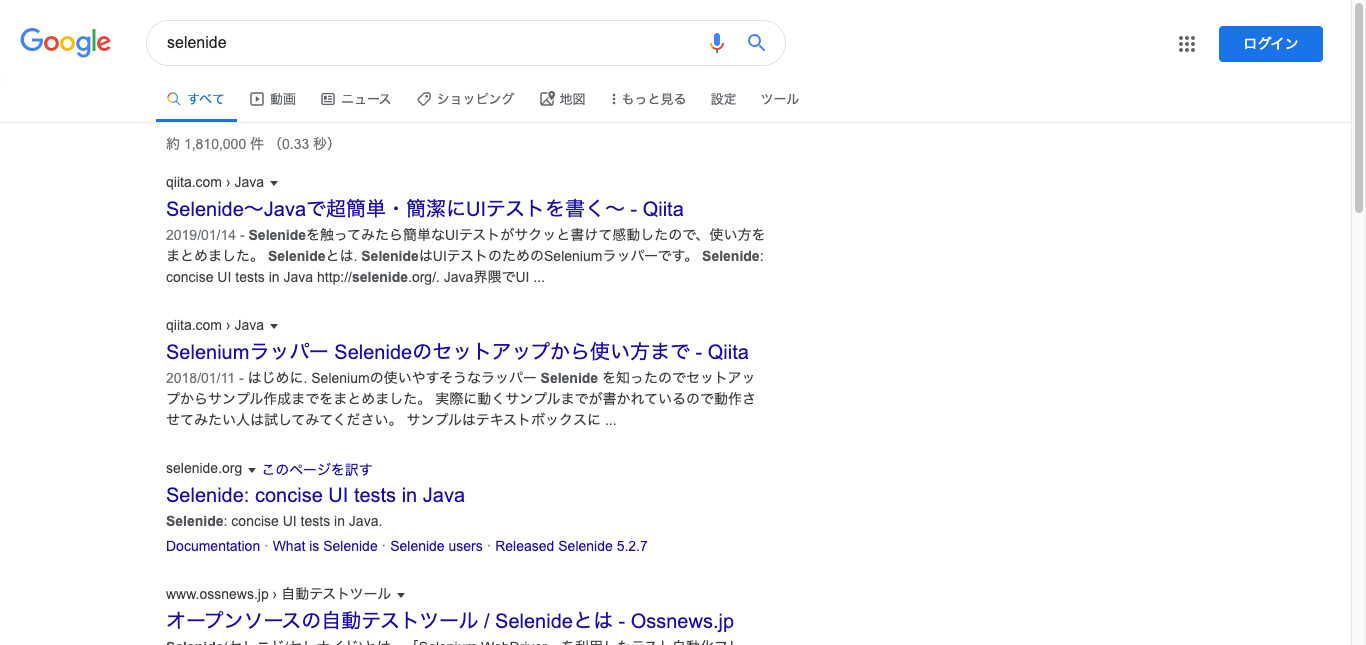 Google
selenide
ログイン
すべて 動画 ニュース ショッピング 地図 もっと見る 設定 ツール
約 1,810,000 件 （0.33 秒）
qiita.com › Java
Selenide〜Javaで超簡単・簡潔にUIテストを書く〜 - Qiita
2019/01/14 - Selenideを触ってみたら簡単なUIテストがサクッと書けて感動したので、使い方を
まとめました。 Selenideとは. SelenideはUIテストのためのSeleniumラッパーです。 Selenide:
concise UI tests in Java http://selenide.org/. Java界隈でUI ...
qiita.com › Java
Seleniumラッパー Selenideのセットアップから使い方まで - Qiita
2018/01/11 - はじめに. Seleniumの使いやすそうなラッパー Selenide を知ったのでセットアッ
プからサンプル作成までをまとめました。 実際に動くサンプルまでが書かれているので動作さ
せてみたい人は試してみてください。 サンプルはテキストボックスに ...
selenide.org このページを訳す
Selenide: concise UI tests in Java
Selenide: concise UI tests in Java.
Documentation · What is Selenide · Selenide users · Released Selenide 5.2.7
www.ossnews.jp › 自動テストツール
オープンソースの自動テストツール / Selenideとは - Ossnews.jp